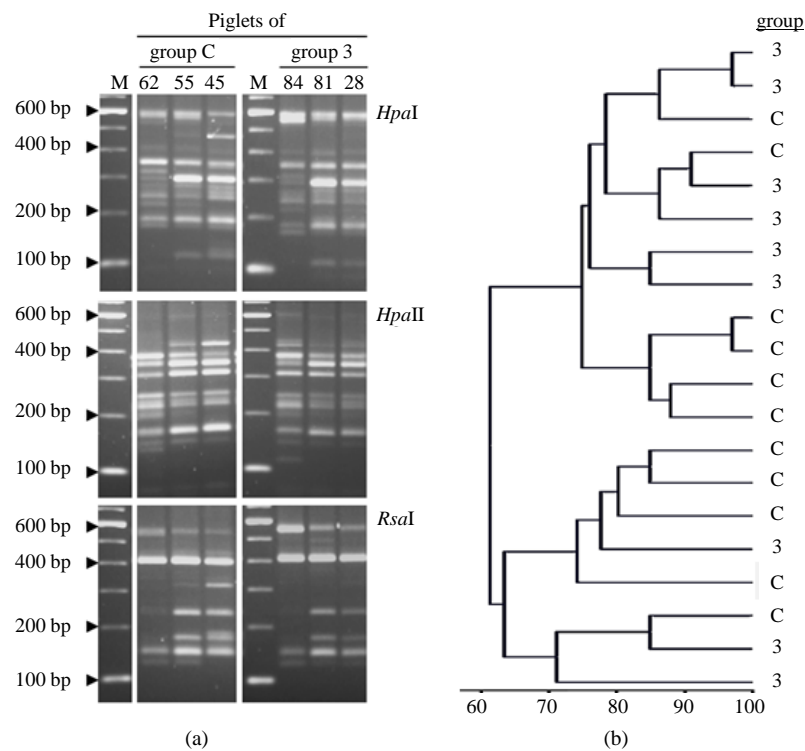 Piglets of
group C
group 3
M 62 55 45
M 84 81 28
600 bp
400 bp
200 bp
100 bp
HpaI
600 bp
400 bp
200 bp
100 bp
HpaII
600 bp
400 bp
200 bp
100 bp
RsaI
(a)
group
3
3
C
C
3
3
3
3
C
C
C
C
C
C
C
3
C
C
3
3
60 70 80 90 100
(b)